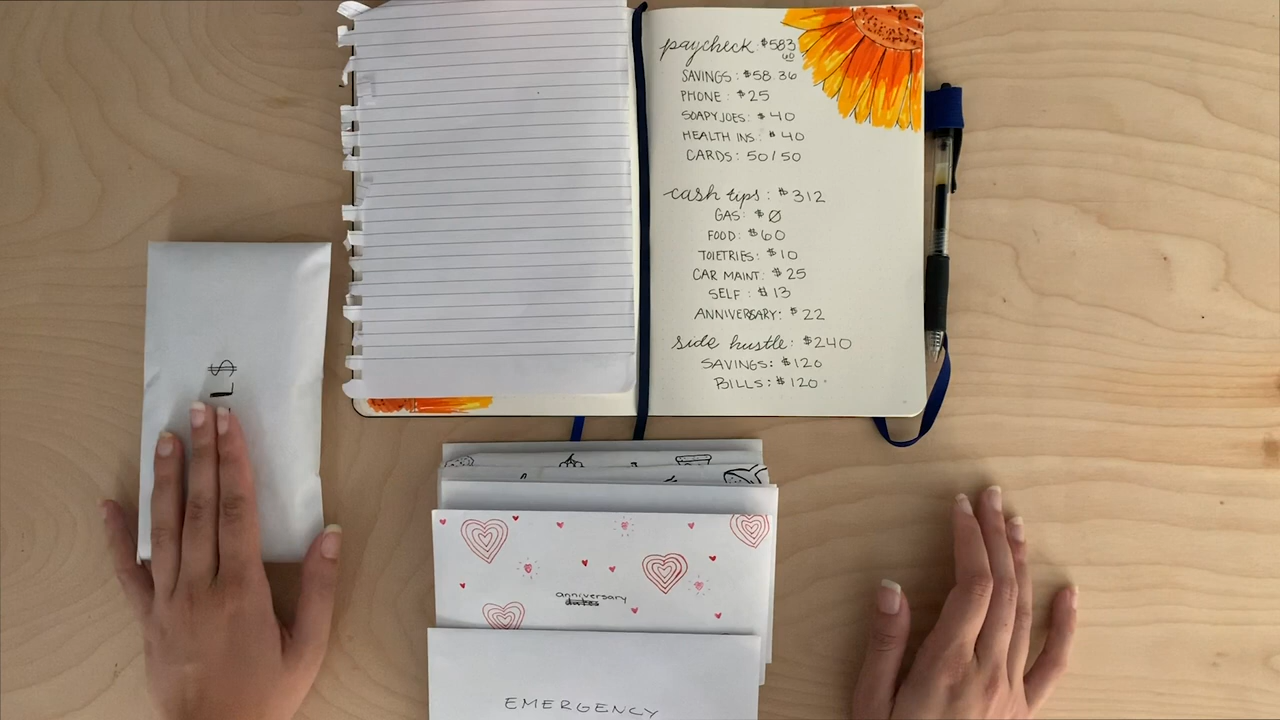 paycheck: $583
60
SAVINGS: $58.36
PHONE: $25
SOAPY JOES: $40
HEALTH INS: $40
CARDS: 50/50
cash tips: $312
GAS: $0
FOOD: $60
TOIETRIES: $10
CAR MAINT: $25
SELF: $13
ANNIVERSARY: $22
side hustle: $240
SAVINGS: $120
BILLS: $120
L$
anniversary
dates
EMERGENCY